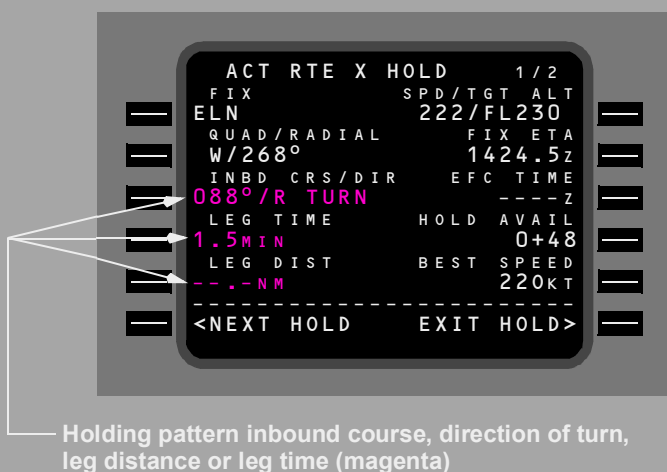 ACT RTE X HOLD 1/2
FIX SPD/TGT ALT
ELN 222/FL230
QUAD/RADIAL FIX ETA
W/268° 1424.5z
INBD CRS/DIR EFC TIME
088°/R TURN ----z
LEG TIME HOLD AVAIL
1.5MIN 0+48
LEG DIST BEST SPEED
--.-NM 220KT
----------------------------
<NEXT HOLD EXIT HOLD>
Holding pattern inbound course, direction of turn,
leg distance or leg time (magenta)